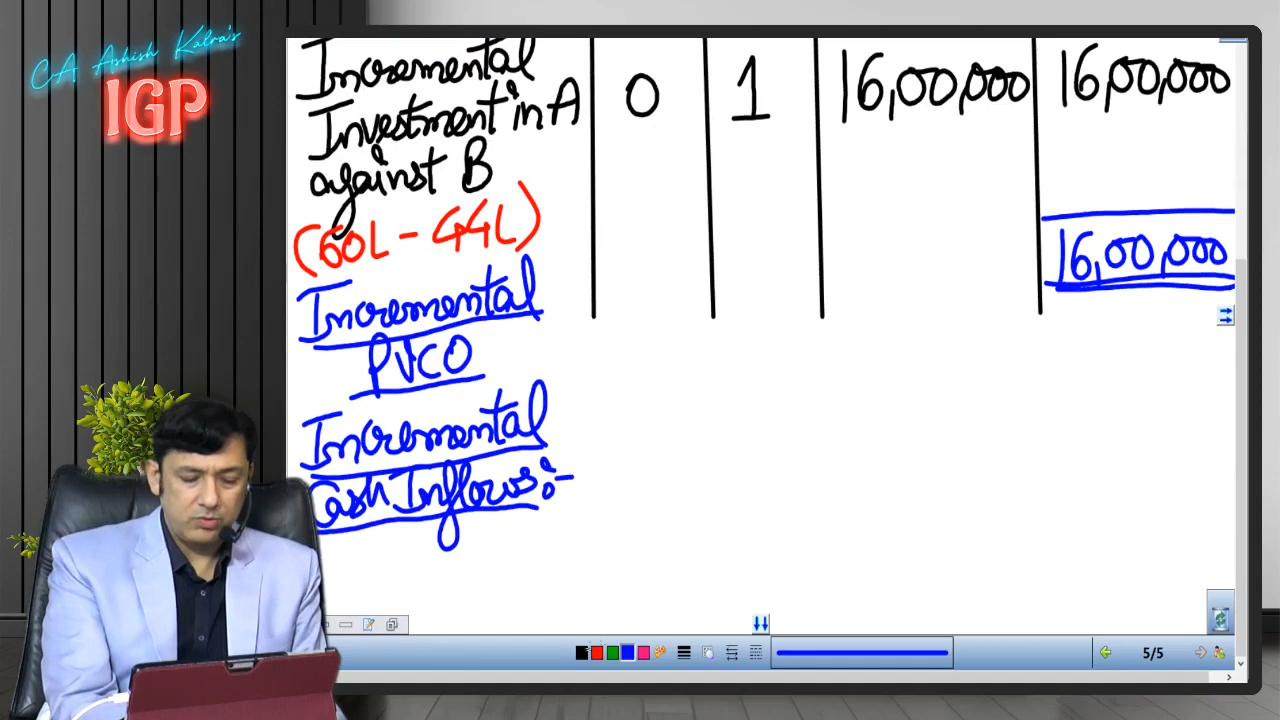 CA Ashish Kalra's
IGP
Incremental
Investment in A
against B
0 1 16,00,000 16,00,000
(60L - 44L)
16,00,000
Incremental
PVCO
Incremental
Cash Inflows:-
5/5